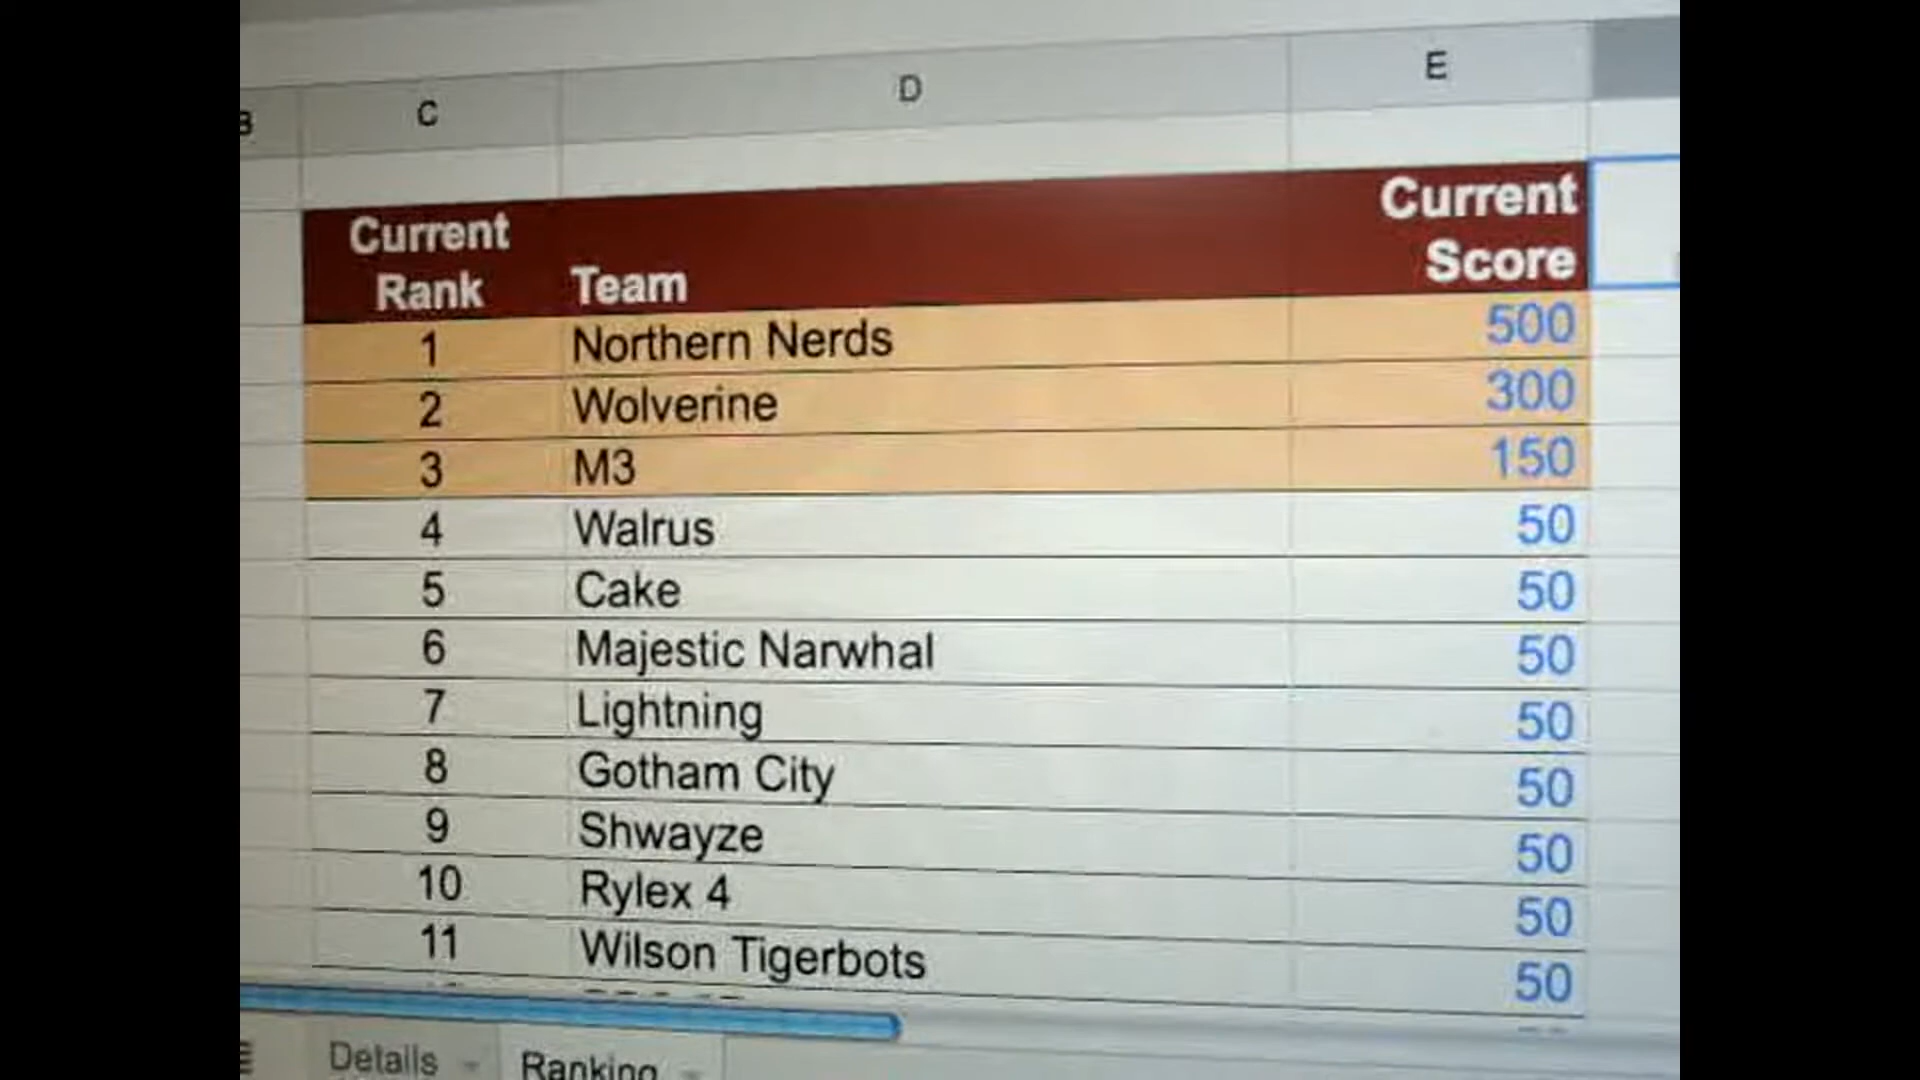 B C D E
Current Rank Team Current Score
1 Northern Nerds 500
2 Wolverine 300
3 M3 150
4 Walrus 50
5 Cake 50
6 Majestic Narwhal 50
7 Lightning 50
8 Gotham City 50
9 Shwayze 50
10 Rylex 4 50
11 Wilson Tigerbots 50
Details Ranking